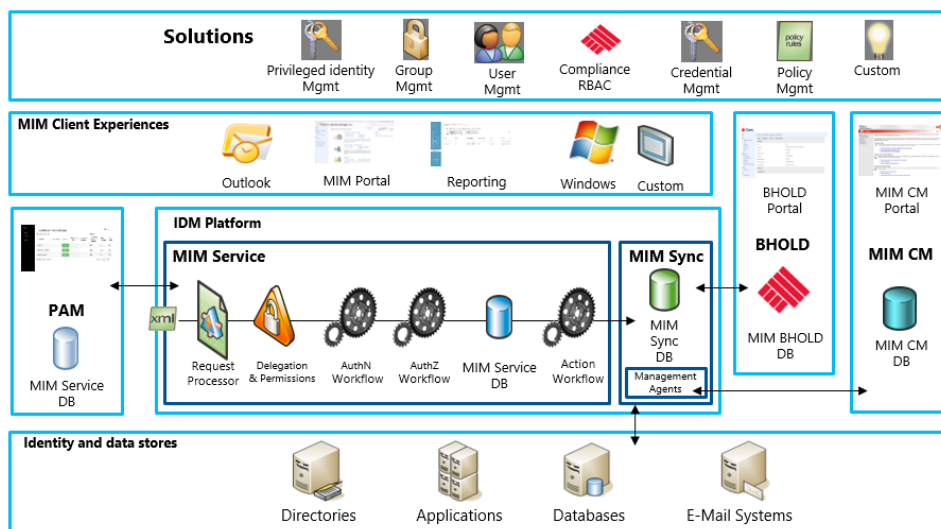 Solutions
Privileged identity
Mgmt
Group
Mgmt
User
Mgmt
Compliance
RBAC
Credential
Mgmt
policy
rules
Policy
Mgmt
Custom
MIM Client Experiences
Outlook
MIM Portal
Reporting
Windows
Custom
BHOLD
Portal
MIM CM
Portal
PAM
MIM Service
DB
IDM Platform
MIM Service
xml
Request
Processor
Delegation
& Permissions
AuthN
Workflow
AuthZ
Workflow
MIM Service
DB
Action
Workflow
MIM Sync
MIM
Sync
DB
Management
Agents
BHOLD
MIM BHOLD
DB
MIM CM
MIM CM
DB
Identity and data stores
Directories
Applications
Databases
E-Mail Systems